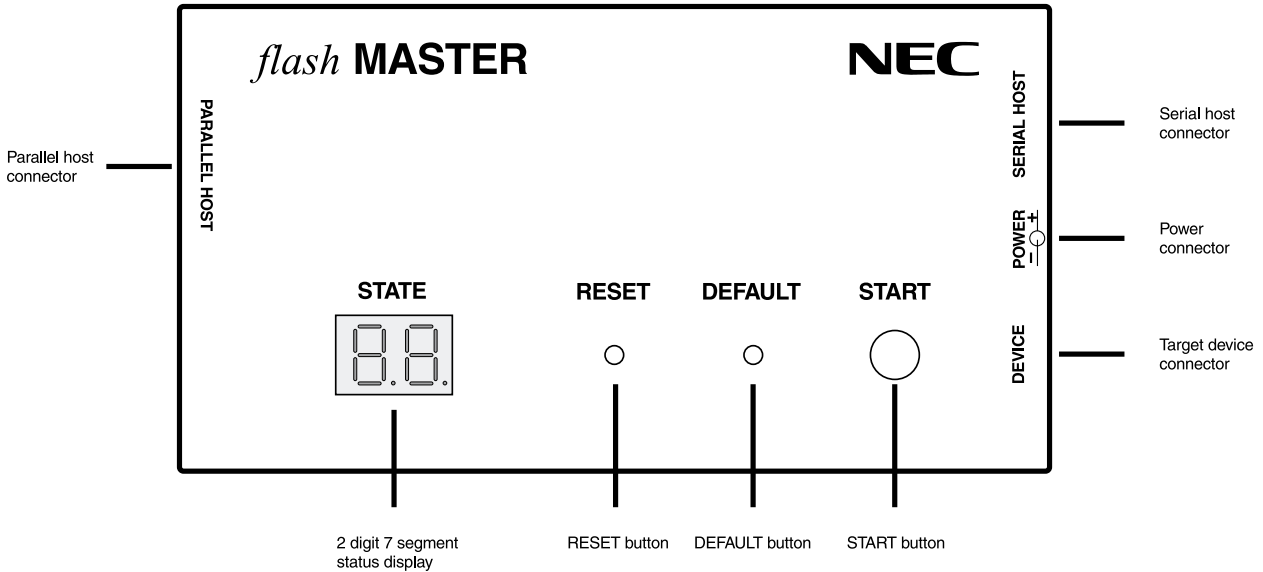 flash MASTER
NEC
PARALLEL HOST
SERIAL HOST
Parallel host
connector
Serial host
connector
POWER
+
−
Power
connector
STATE
RESET
DEFAULT
START
DEVICE
Target device
connector
2 digit 7 segment
status display
RESET button
DEFAULT button
START button